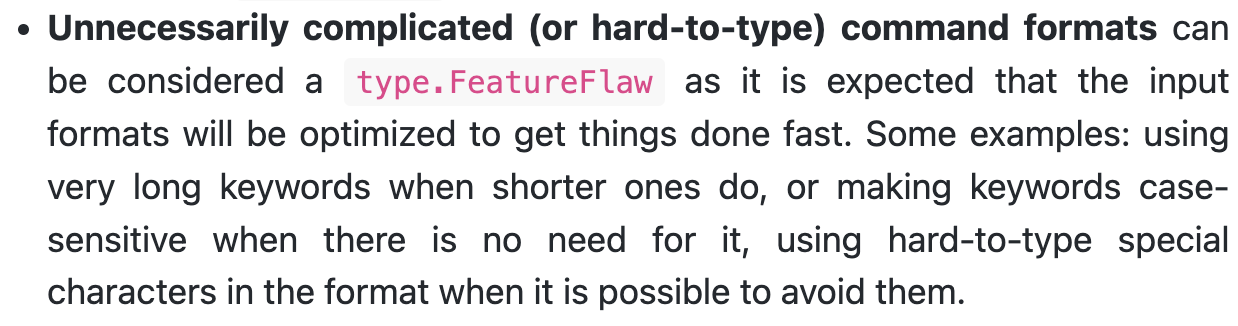 • Unnecessarily complicated (or hard-to-type) command formats can
be considered a type.FeatureFlaw as it is expected that the input
formats will be optimized to get things done fast. Some examples: using
very long keywords when shorter ones do, or making keywords case-
sensitive when there is no need for it, using hard-to-type special
characters in the format when it is possible to avoid them.